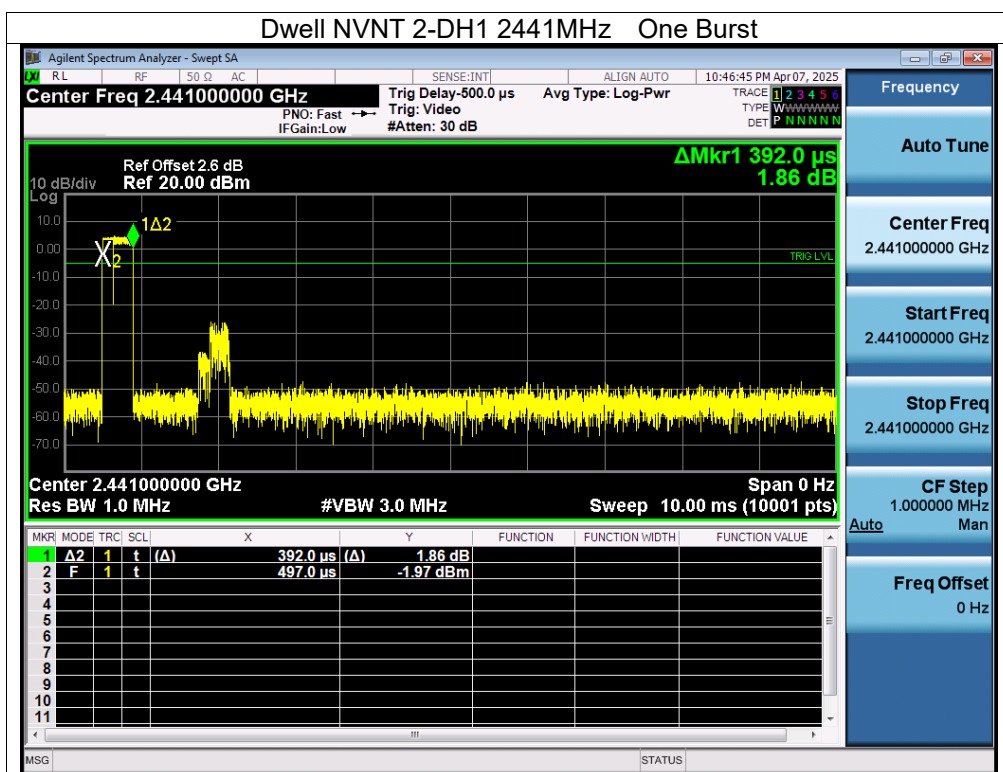 Dwell NVNT 2-DH1 2441MHz One Burst
Agilent Spectrum Analyzer - Swept SA
LXI RL RF 50 Ω AC SENSE:INT ALIGN AUTO 10:46:45 PM Apr 07, 2025
Center Freq 2.441000000 GHz
PNO: Fast
IFGain:Low
Trig Delay-500.0 µs
Trig: Video
#Atten: 30 dB
Avg Type: Log-Pwr
TRACE 1 2 3 4 5 6
TYPE WWWWWWW
DET P N N N N N
Frequency
Auto Tune
Center Freq
2.441000000 GHz
Start Freq
2.441000000 GHz
Stop Freq
2.441000000 GHz
CF Step
1.000000 MHz
Auto Man
Freq Offset
0 Hz
ΔMkr1 392.0 µs
1.86 dB
Ref Offset 2.6 dB
10 dB/div Ref 20.00 dBm
Log
10.0
0.00
-10.0
-20.0
-30.0
-40.0
-50.0
-60.0
-70.0
1Δ2
X2
TRIG LVL
Center 2.441000000 GHz Span 0 Hz
Res BW 1.0 MHz #VBW 3.0 MHz Sweep 10.00 ms (10001 pts)
MKR MODE TRC SCL X Y FUNCTION FUNCTION WIDTH FUNCTION VALUE
1 Δ2 1 t (Δ) 392.0 µs (Δ) 1.86 dB
2 F 1 t 497.0 µs -1.97 dBm
3
4
5
6
7
8
9
10
11
MSG STATUS